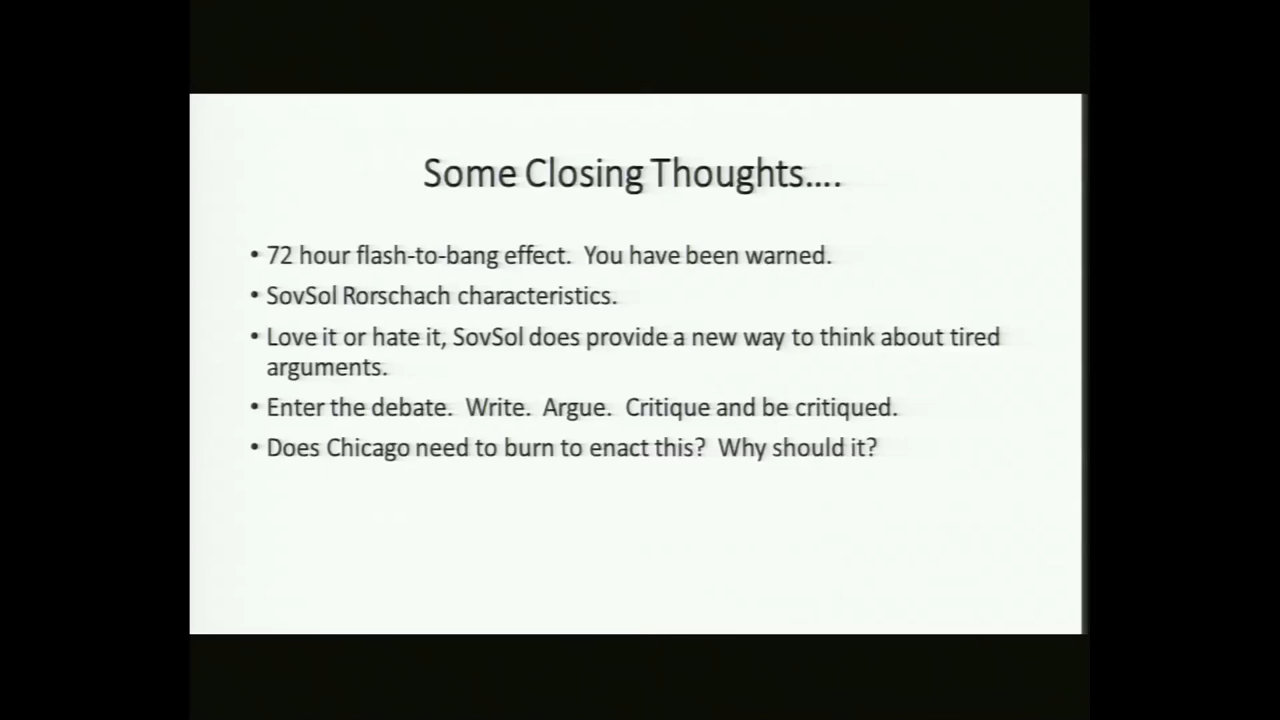 Some Closing Thoughts....
• 72 hour flash-to-bang effect.  You have been warned.
• SovSol Rorschach characteristics.
• Love it or hate it, SovSol does provide a new way to think about tired
arguments.
• Enter the debate.  Write.  Argue.  Critique and be critiqued.
• Does Chicago need to burn to enact this?  Why should it?